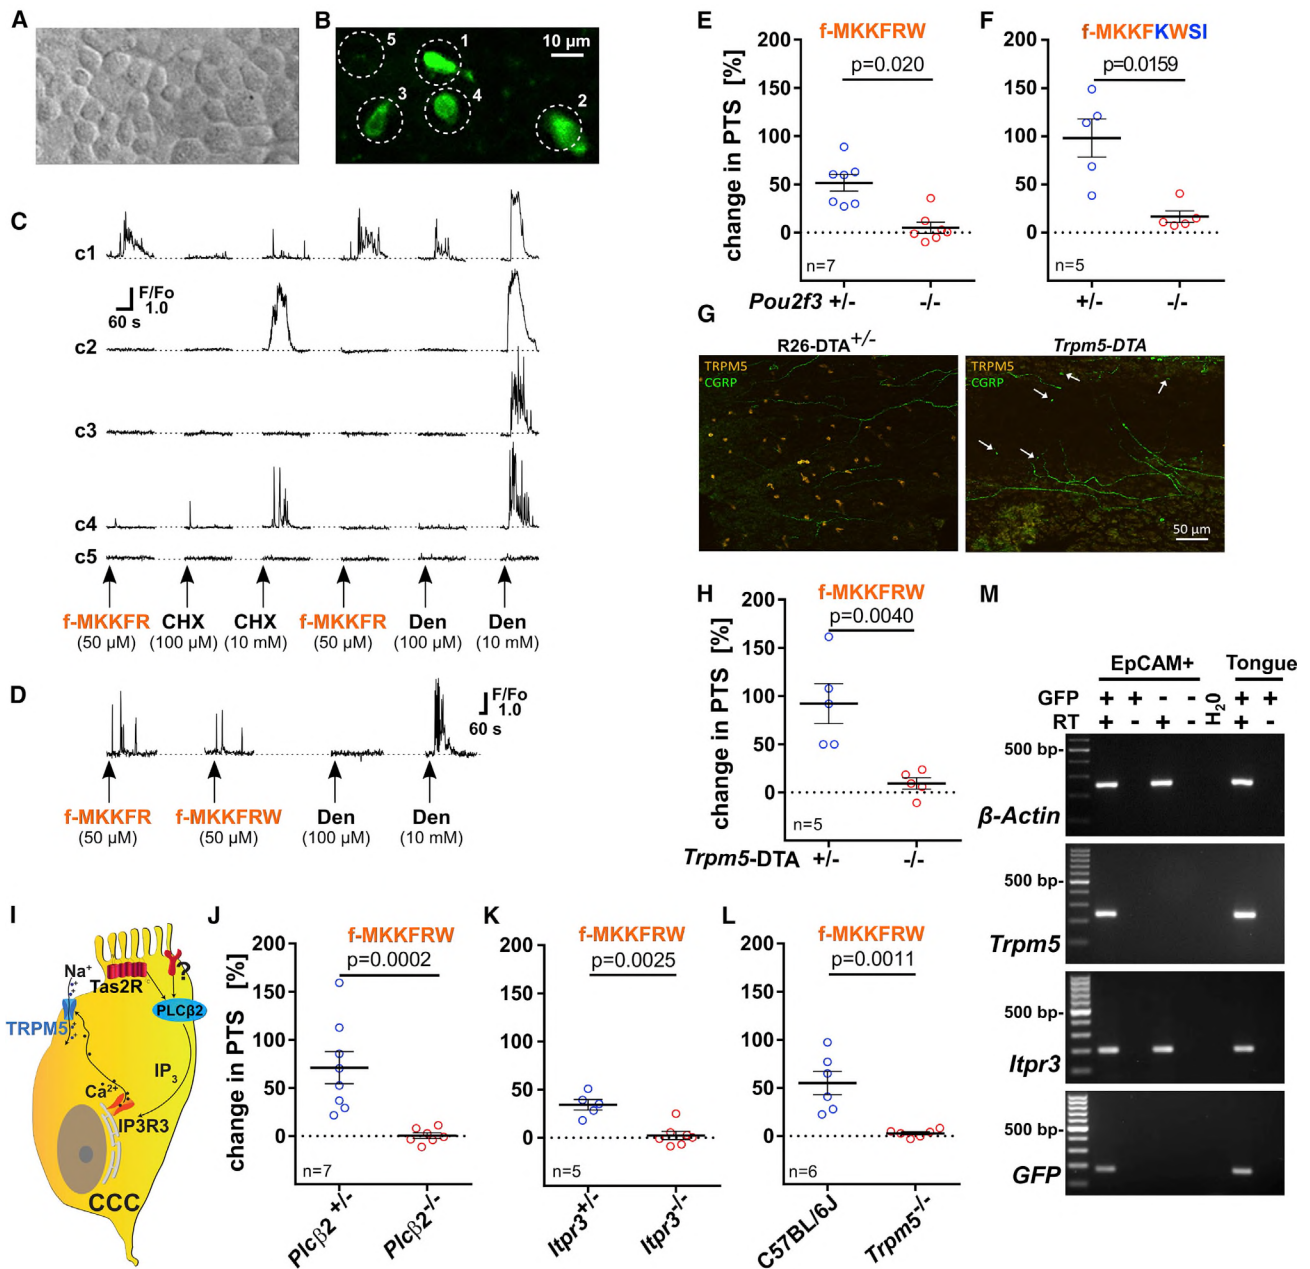 A
B
5
1
10 µm
3
4
2
C
c1
F/Fo
1.0
60 s
c2
c3
c4
c5
f-MKKFR CHX CHX f-MKKFR Den Den
(50 µM) (100 µM) (10 mM) (50 µM) (100 µM) (10 mM)
D
F/Fo
1.0
60 s
f-MKKFR f-MKKFRW Den Den
(50 µM) (50 µM) (100 µM) (10 mM)
E
f-MKKFRW
p=0.020
change in PTS [%]
200
150
100
50
0
n=7
Pou2f3 +/- -/-
F
f-MKKFKWSI
p=0.0159
200
150
100
50
0
n=5
+/- -/-
G
R26-DTA+/-
TRPM5
CGRP
Trpm5-DTA
TRPM5
CGRP
50 µm
H
f-MKKFRW
p=0.0040
change in PTS [%]
200
150
100
50
0
n=5
Trpm5-DTA +/- -/-
I
Na+
Tas2R
?
PLCβ2
TRPM5
IP3
Ca2+
IP3R3
CCC
J
f-MKKFRW
p=0.0002
change in PTS [%]
200
150
100
50
0
n=7
Plcβ2+/- Plcβ2-/-
K
f-MKKFRW
p=0.0025
200
150
100
50
0
n=5
Itpr3+/- Itpr3-/-
L
f-MKKFRW
p=0.0011
200
150
100
50
0
n=6
C57BL/6J Trpm5-/-
M
EpCAM+ Tongue
GFP + + - - H20 + +
RT + - + - + -
500 bp-
β-Actin
500 bp-
Trpm5
500 bp-
Itpr3
500 bp-
GFP